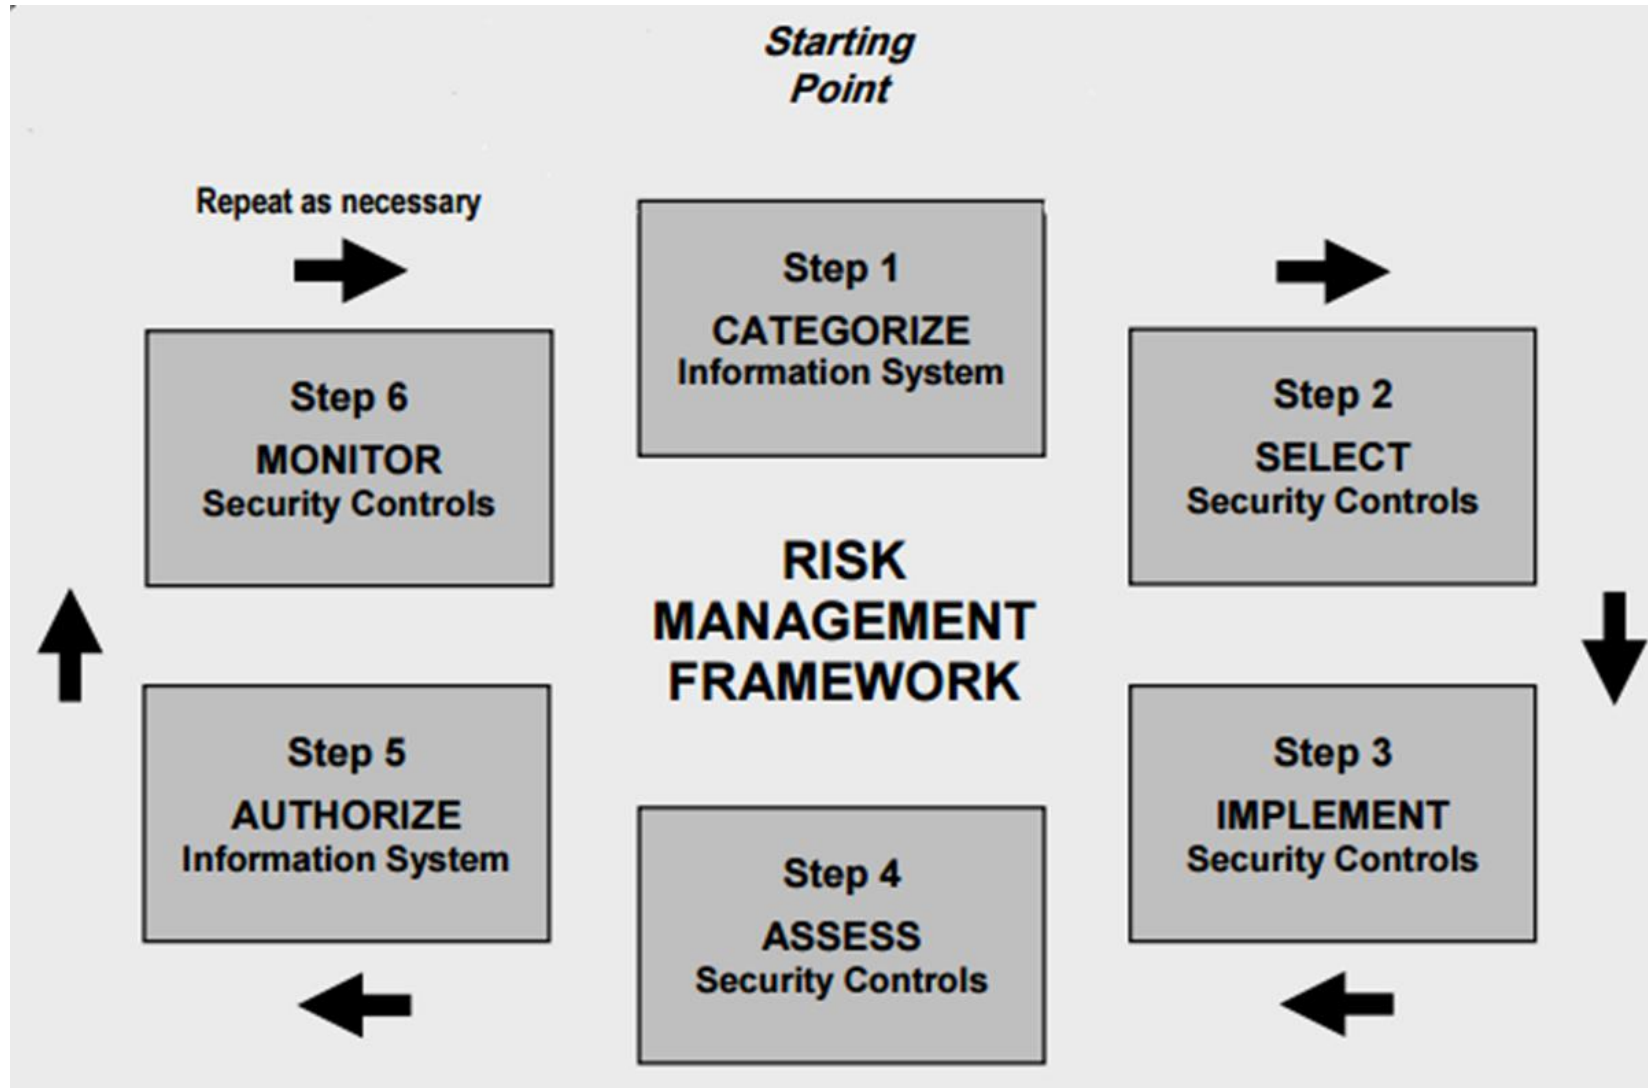 Starting
Point
Repeat as necessary
Step 1
CATEGORIZE
Information System
Step 2
SELECT
Security Controls
Step 3
IMPLEMENT
Security Controls
Step 4
ASSESS
Security Controls
Step 5
AUTHORIZE
Information System
Step 6
MONITOR
Security Controls
RISK
MANAGEMENT
FRAMEWORK